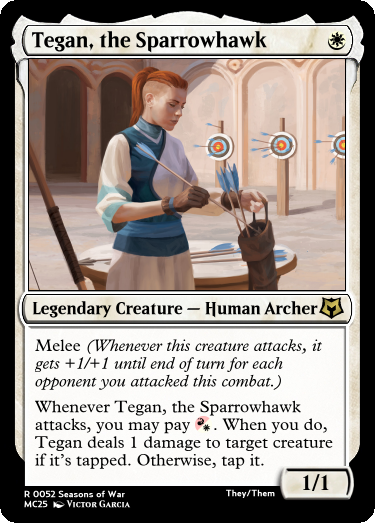 Tegan, the Sparrowhawk
Legendary Creature — Human Archer
Melee (Whenever this creature attacks, it
gets +1/+1 until end of turn for each
opponent you attacked this combat.)
Whenever Tegan, the Sparrowhawk
attacks, you may pay . When you do,
Tegan deals 1 damage to target creature
if it's tapped. Otherwise, tap it.
1/1
R 0052 Seasons of War
They/Them
MC25 Victor Garcia